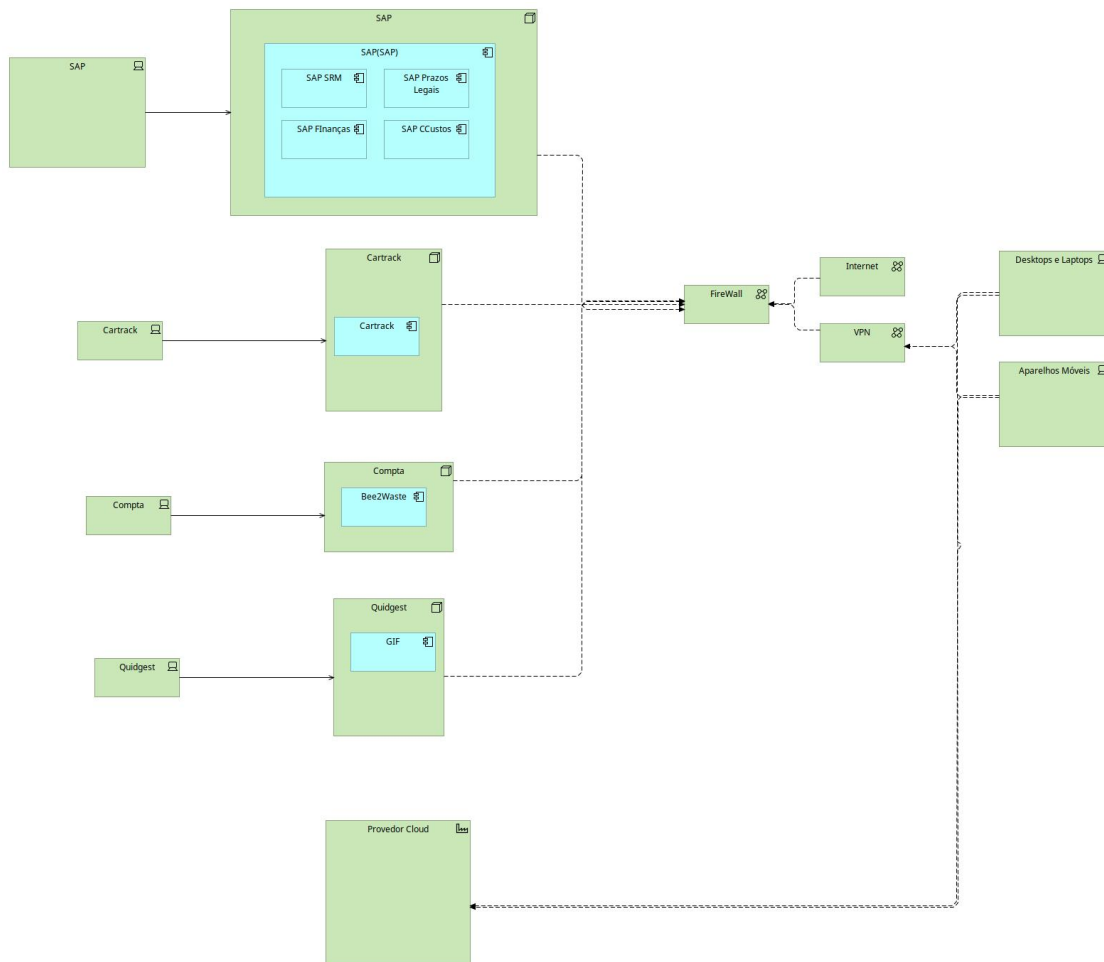 SAP
SAP
SAP(SAP)
SAP SRM
SAP Prazos
Legais
SAP FInanças
SAP CCustos
Cartrack
Cartrack
Cartrack
FireWall
Internet
VPN
Desktops e Laptops
Aparelhos Móveis
Compta
Compta
Bee2Waste
Quidgest
Quidgest
GIF
Provedor Cloud